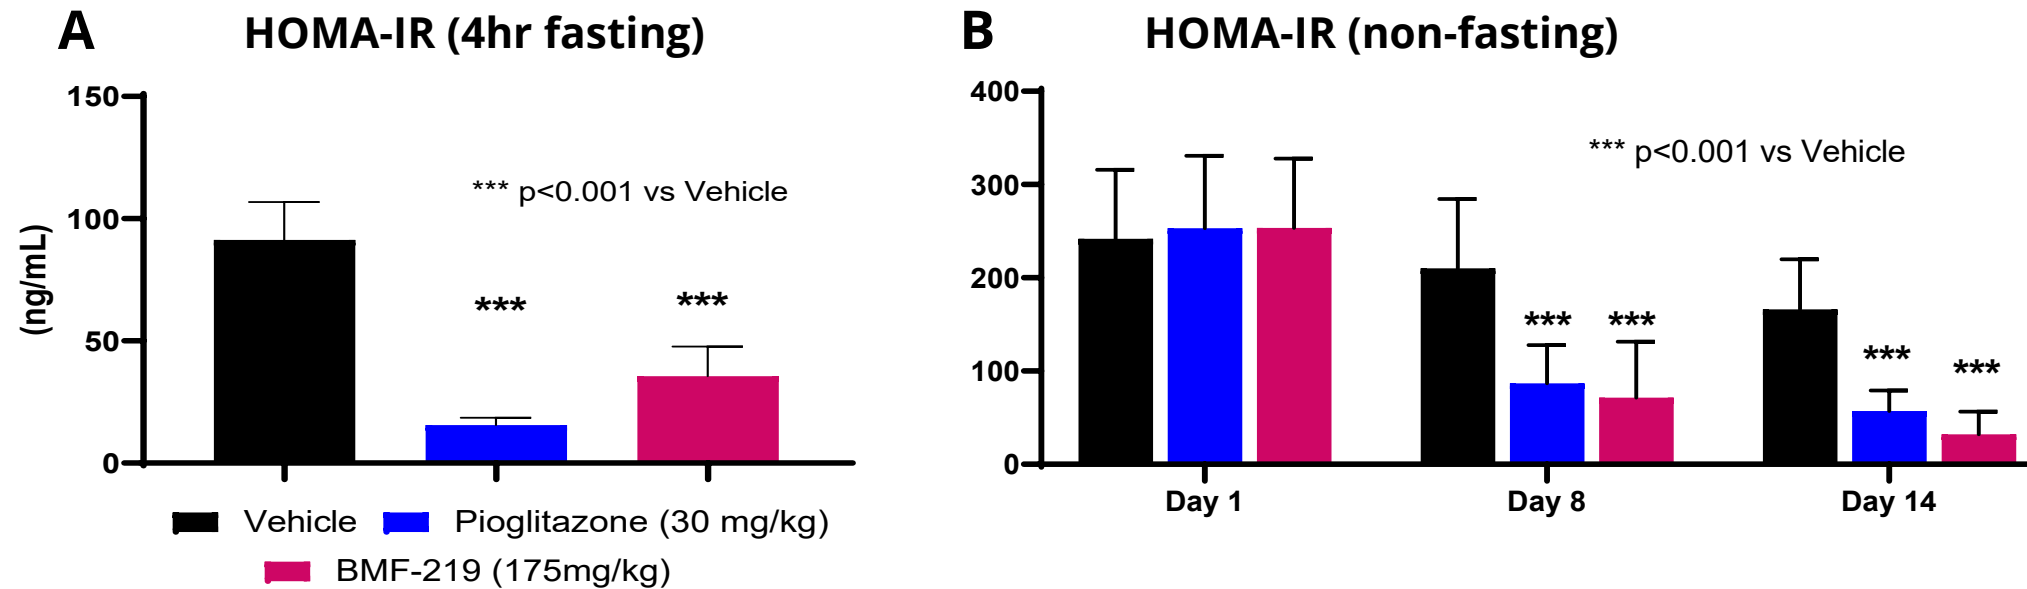 A
HOMA-IR (4hr fasting)
150
100
50
0
(ng/mL)
*** p<0.001 vs Vehicle
***
***
Vehicle
Pioglitazone (30 mg/kg)
BMF-219 (175mg/kg)
B
HOMA-IR (non-fasting)
400
300
200
100
0
*** p<0.001 vs Vehicle
***
***
***
***
Day 1
Day 8
Day 14